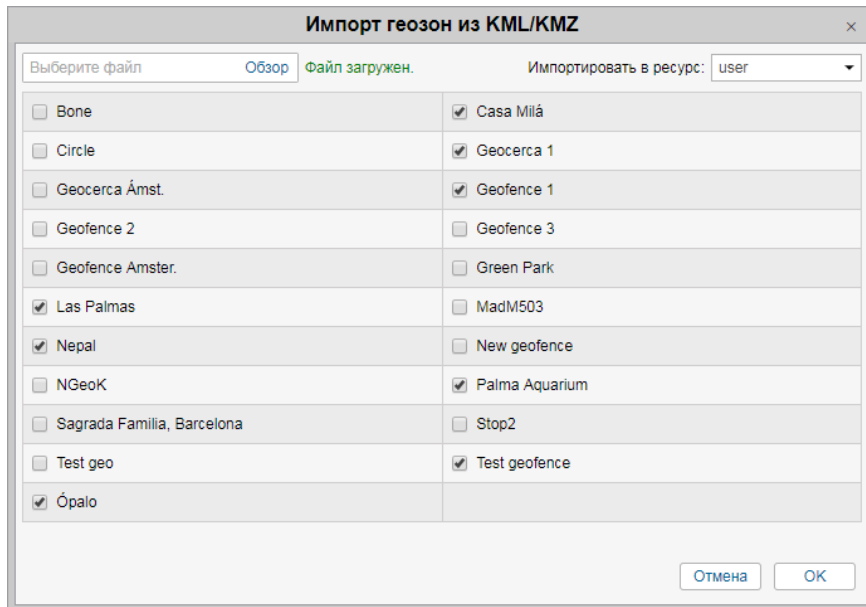 Импорт геозон из KML/KMZ
Выберите файл Обзор Файл загружен. Импортировать в ресурс: user
Bone Casa Milá
Circle Geocerca 1
Geocerca Ámst. Geofence 1
Geofence 2 Geofence 3
Geofence Amster. Green Park
Las Palmas MadM503
Nepal New geofence
NGeoK Palma Aquarium
Sagrada Familia, Barcelona Stop2
Test geo Test geofence
Ópalo
Отмена OK